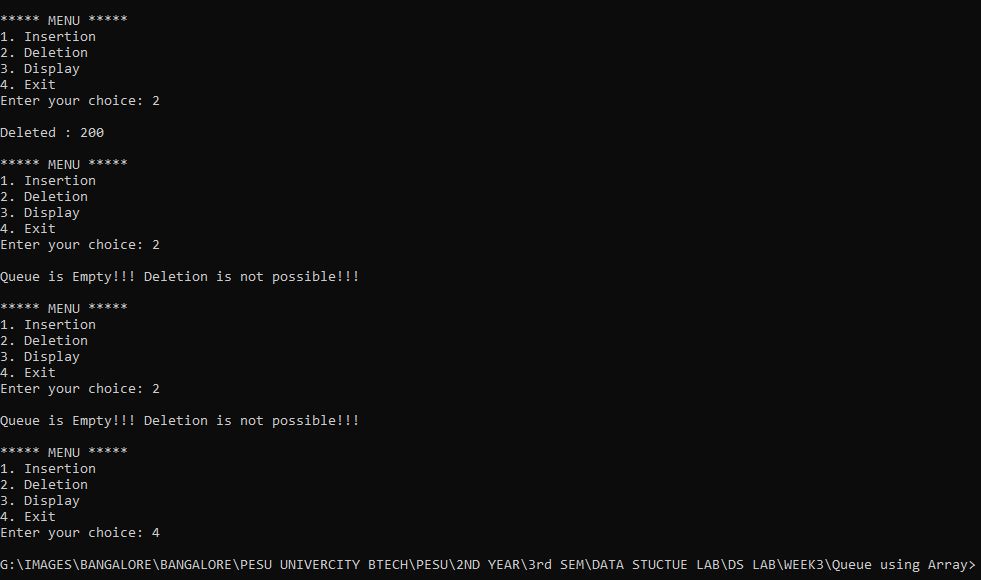 ***** MENU *****
1. Insertion
2. Deletion
3. Display
4. Exit
Enter your choice: 2
Deleted : 200
***** MENU *****
1. Insertion
2. Deletion
3. Display
4. Exit
Enter your choice: 2
Queue is Empty!!! Deletion is not possible!!!
***** MENU *****
1. Insertion
2. Deletion
3. Display
4. Exit
Enter your choice: 2
Queue is Empty!!! Deletion is not possible!!!
***** MENU *****
1. Insertion
2. Deletion
3. Display
4. Exit
Enter your choice: 4
G:\IMAGES\BANGALORE\BANGALORE\PESU UNIVERCITY BTECH\PESU\2ND YEAR\3rd SEM\DATA STUCTUE LAB\DS LAB\WEEK3\Queue using Array>